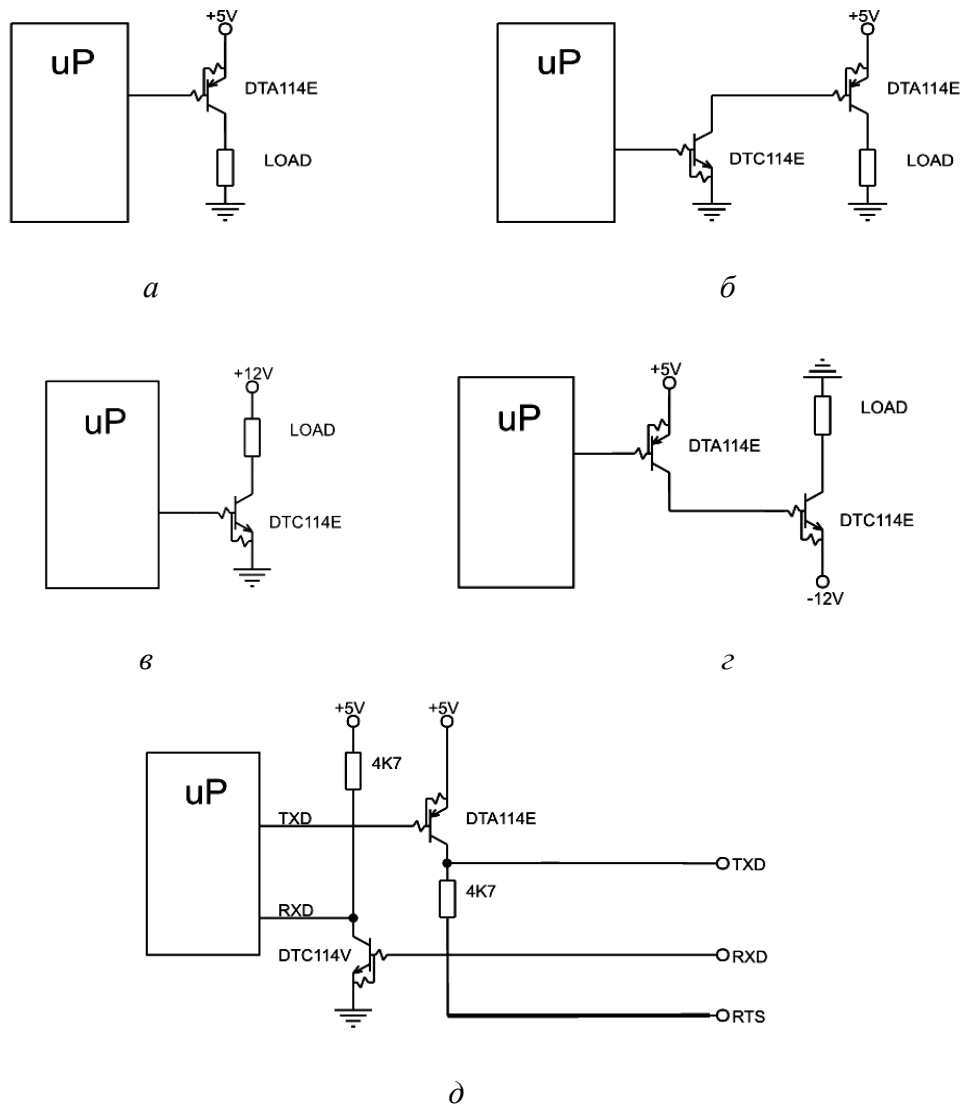 +5V
uP
DTA114E
LOAD
а
+5V
uP
DTA114E
DTC114E
LOAD
б
+12V
uP
LOAD
DTC114E
в
+5V
uP
LOAD
DTA114E
DTC114E
-12V
г
+5V
+5V
4K7
uP
TXD
DTA114E
TXD
4K7
RXD
DTC114V
RXD
RTS
д